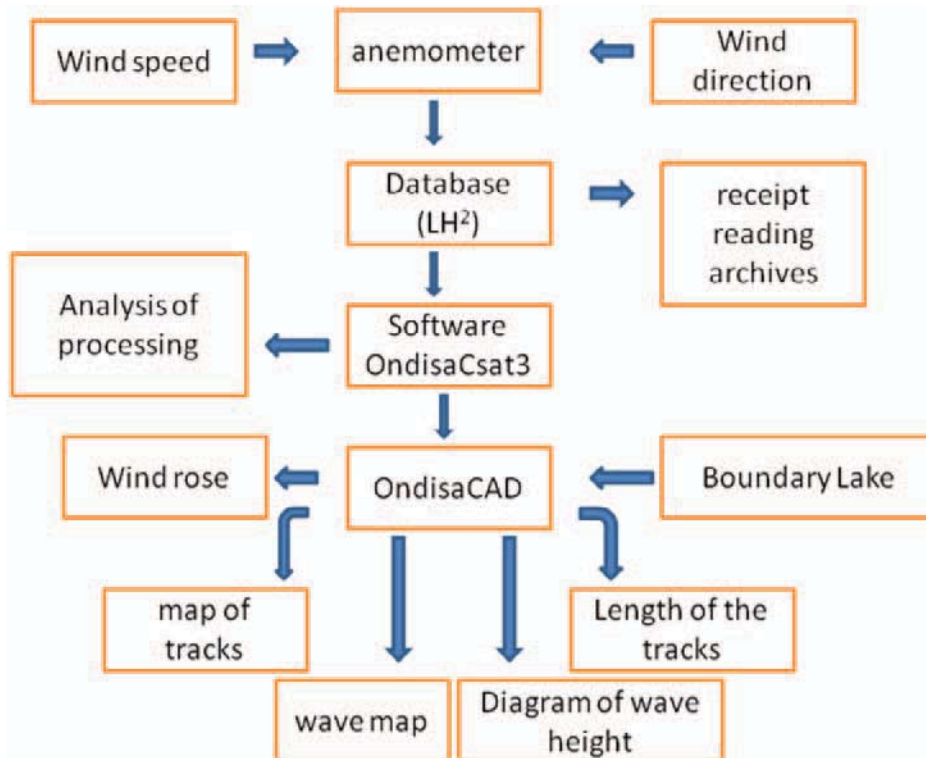 Wind speed
anemometer
Wind
direction
Database
(LH²)
receipt
reading
archives
Analysis of
processing
Software
OndisaCsat3
Wind rose
OndisaCAD
Boundary Lake
map of
tracks
Length of the
tracks
wave map
Diagram of wave
height